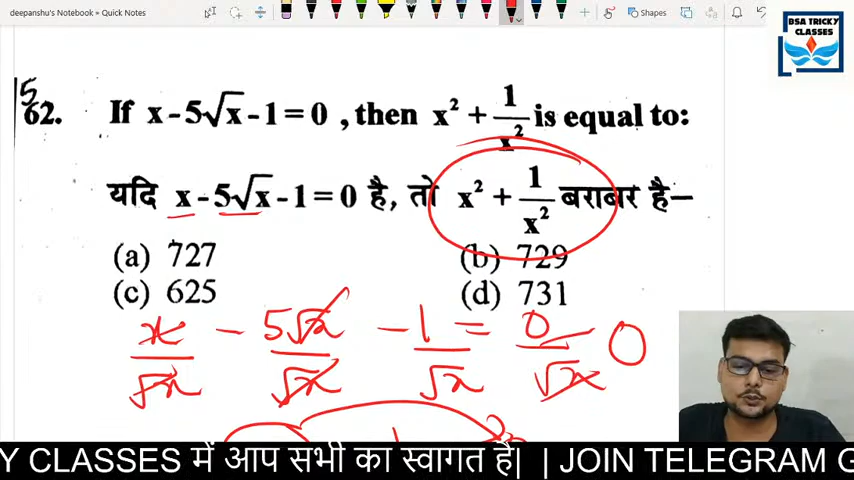 deepanshu's Notebook » Quick Notes
Shapes
BSA TRICKY
CLASSES
5
62. If x-5√x-1=0, then x² + 1/x² is equal to:
यदि x-5√x-1=0 है, तो x² + 1/x² बराबर है–
(a) 727 (b) 729
(c) 625 (d) 731
x/√x - 5√x/√x - 1/√x = 0/√x 0
Y CLASSES में आप सभी का स्वागत है| | JOIN TELEGRAM G